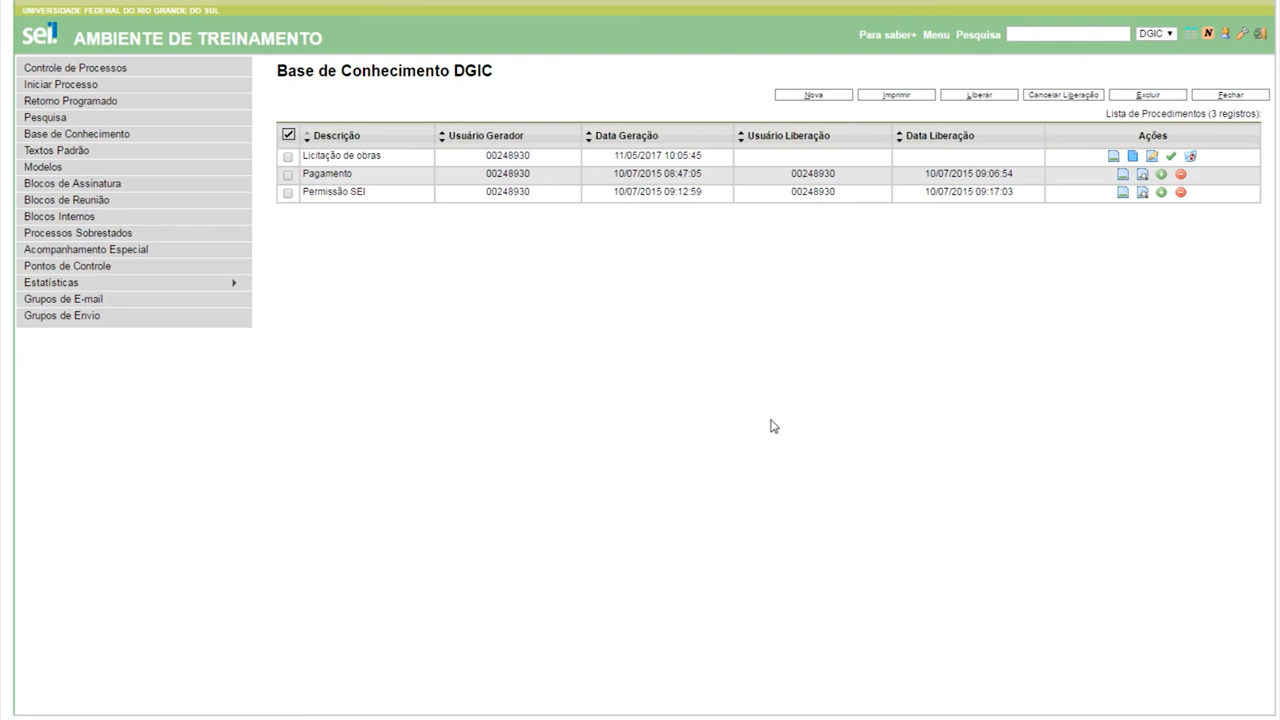 UNIVERSIDADE FEDERAL DO RIO GRANDE DO SUL
sei! AMBIENTE DE TREINAMENTO
Para saber+ Menu Pesquisa DGIC
Controle de Processos
Iniciar Processo
Retorno Programado
Pesquisa
Base de Conhecimento
Textos Padrão
Modelos
Blocos de Assinatura
Blocos de Reunião
Blocos Internos
Processos Sobrestados
Acompanhamento Especial
Pontos de Controle
Estatísticas
Grupos de E-mail
Grupos de Envio
Base de Conhecimento DGIC
Nova Imprimir Liberar Cancelar Liberação Excluir Fechar
Lista de Procedimentos (3 registros):
Descrição Usuário Gerador Data Geração Usuário Liberação Data Liberação Ações
Licitação de obras 00248930 11/05/2017 10:05:45
Pagamento 00248930 10/07/2015 08:47:05 00248930 10/07/2015 09:06:54
Permissão SEI 00248930 10/07/2015 09:12:59 00248930 10/07/2015 09:17:03